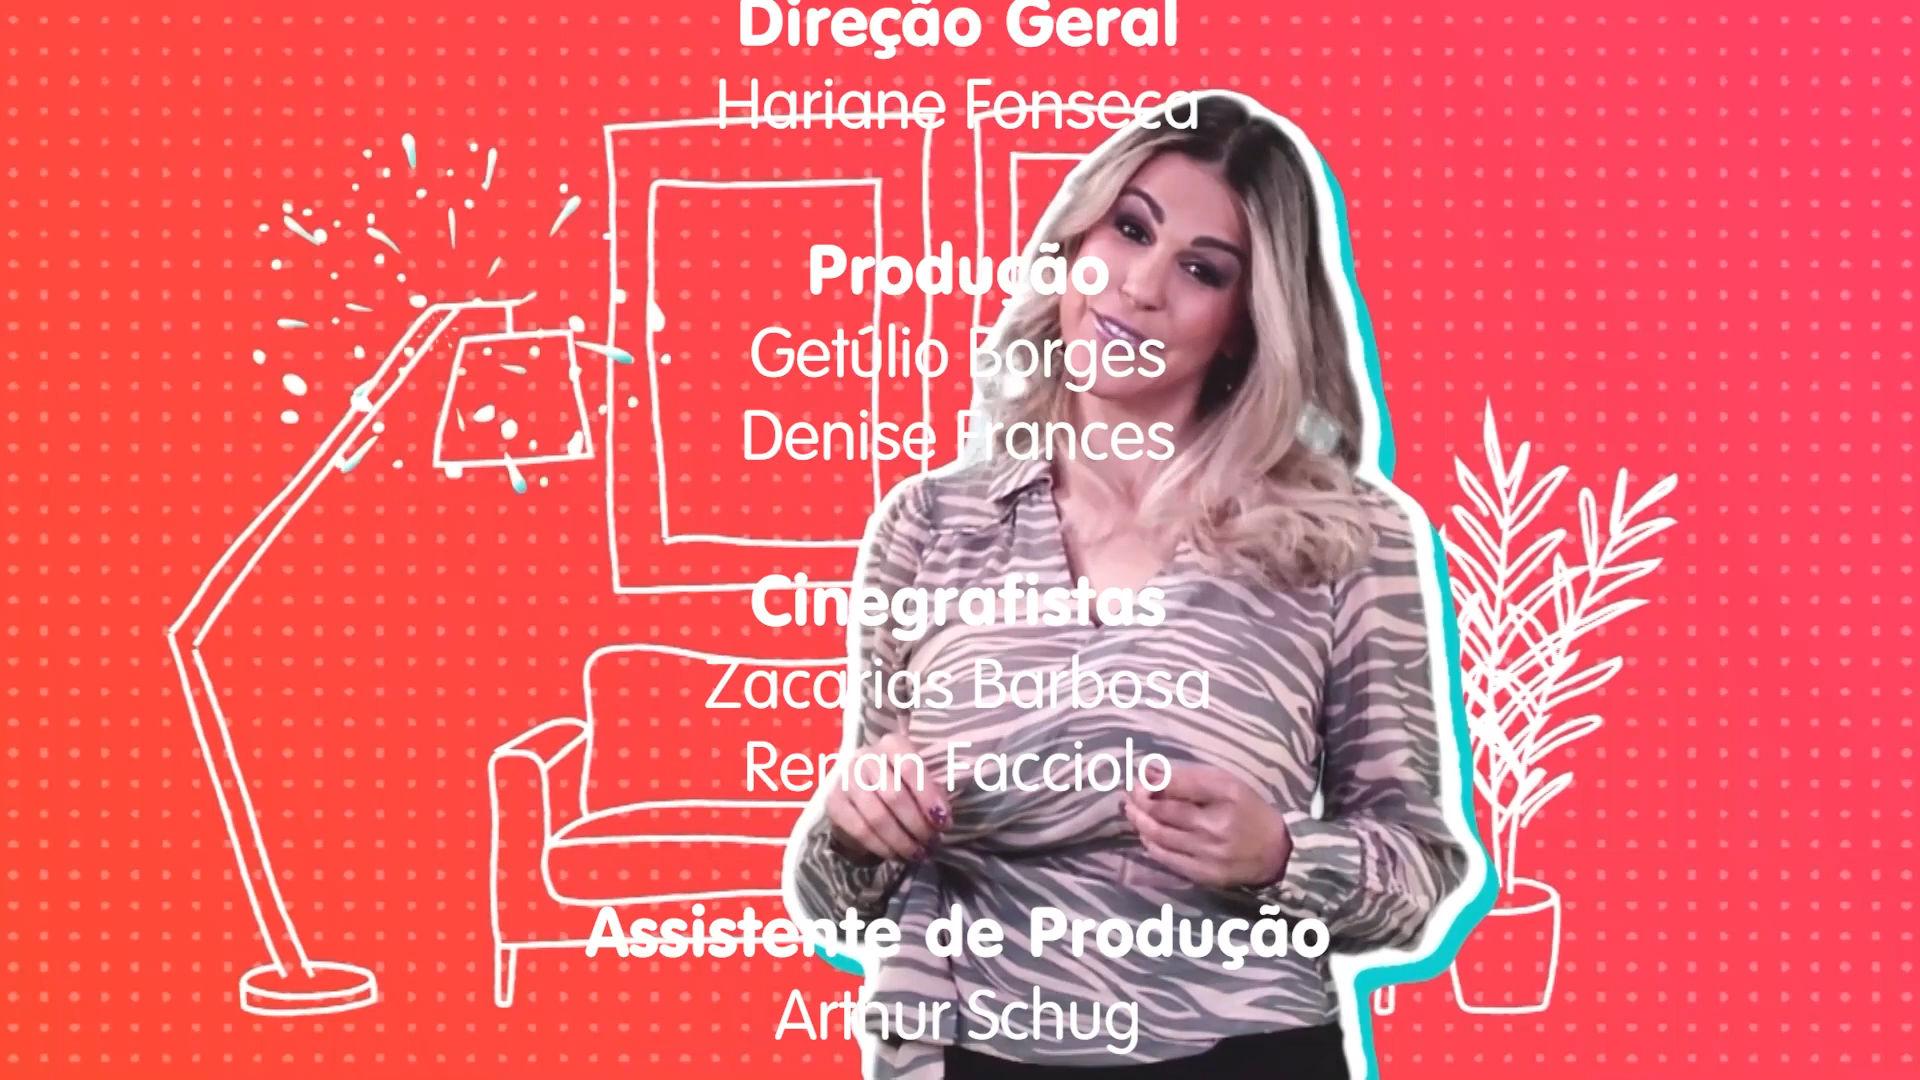 Direção Geral
Hariane Fonseca
Produção
Getúlio Borges
Denise Frances
Cinegrafistas
Zacarias Barbosa
Renan Facciolo
Assistente de Produção
Arthur Schug